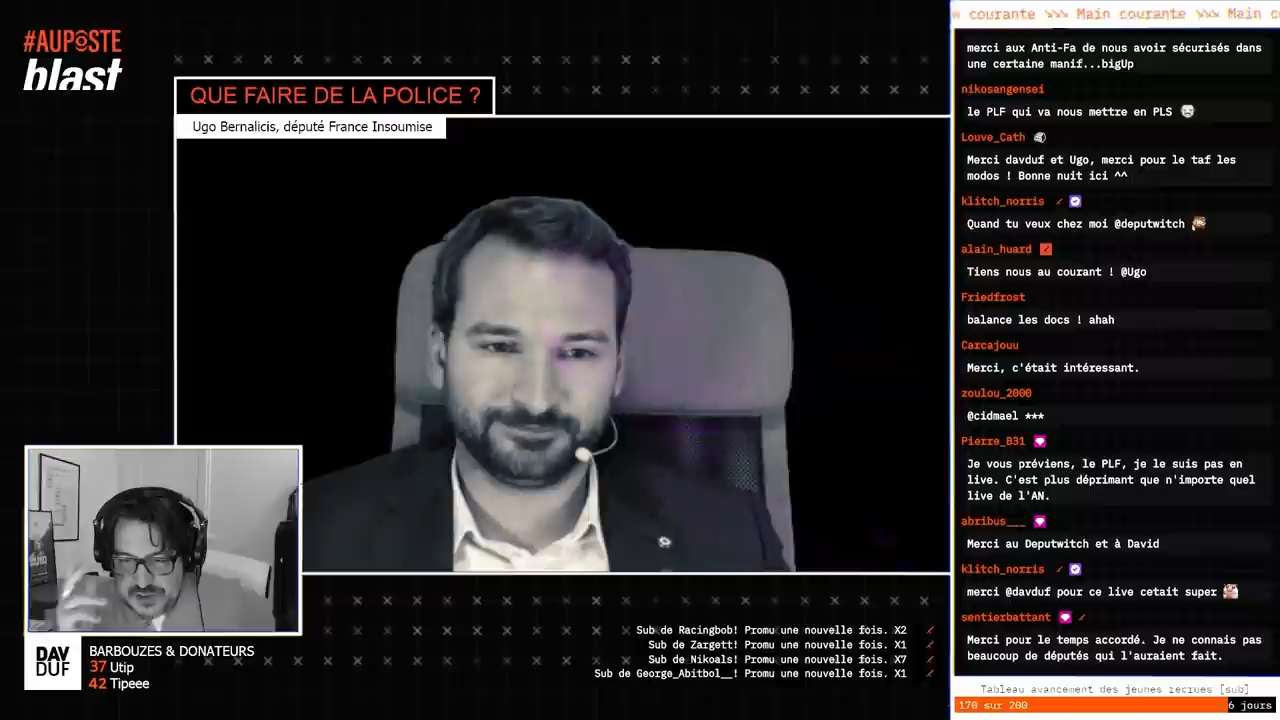 #AUPOSTE
blast
QUE FAIRE DE LA POLICE ?
Ugo Bernalicis, député France Insoumise
DAV
DUF
BARBOUZES & DONATEURS
37 Utip
42 Tipeee
Sub de Racingbob! Promu une nouvelle fois. X2
Sub de Zargett! Promu une nouvelle fois. X1
Sub de Nikoals! Promu une nouvelle fois. X7
Sub de George_Abitbol__! Promu une nouvelle fois. X1
courante >>> Main courante >>> Main c
merci aux Anti-Fa de nous avoir sécurisés dans
une certaine manif...bigUp
nikosangensei
le PLF qui va nous mettre en PLS
Louve_Cath
Merci davduf et Ugo, merci pour le taf les
modos ! Bonne nuit ici ^^
klitch_norris
Quand tu veux chez moi @deputwitch
alain_huard
Tiens nous au courant ! @Ugo
Friedfrost
balance les docs ! ahah
Carcajouu
Merci, c'était intéressant.
zoulou_2000
@cidmael ★★★
Pierre_B31
Je vous préviens, le PLF, je le suis pas en
live. C'est plus déprimant que n'importe quel
live de l'AN.
abribus___
Merci au Deputwitch et à David
klitch_norris
merci @davduf pour ce live cetait super
sentierbattant
Merci pour le temps accordé. Je ne connais pas
beaucoup de députés qui l'auraient fait.
Tableau avancement des jeunes recrues [sub]
170 sur 200
6 jours